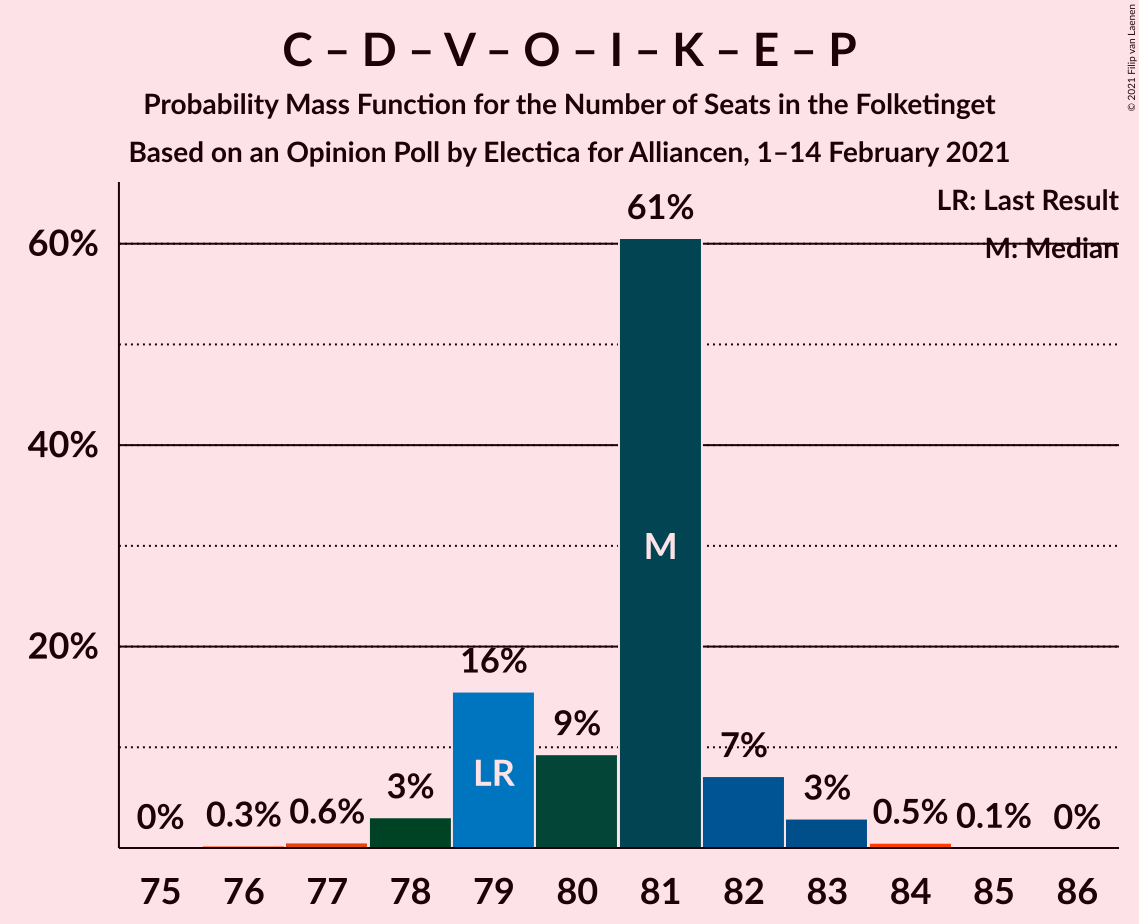 C – D – V – O – I – K – E – P
Probability Mass Function for the Number of Seats in the Folketinget
Based on an Opinion Poll by Electica for Alliancen, 1–14 February 2021
© 2021 Filip van Laenen
LR: Last Result
M: Median
60%
40%
20%
0%
0.3%
0.6%
3%
16%
9%
61%
7%
3%
0.5%
0.1%
0%
LR
M
75 76 77 78 79 80 81 82 83 84 85 86